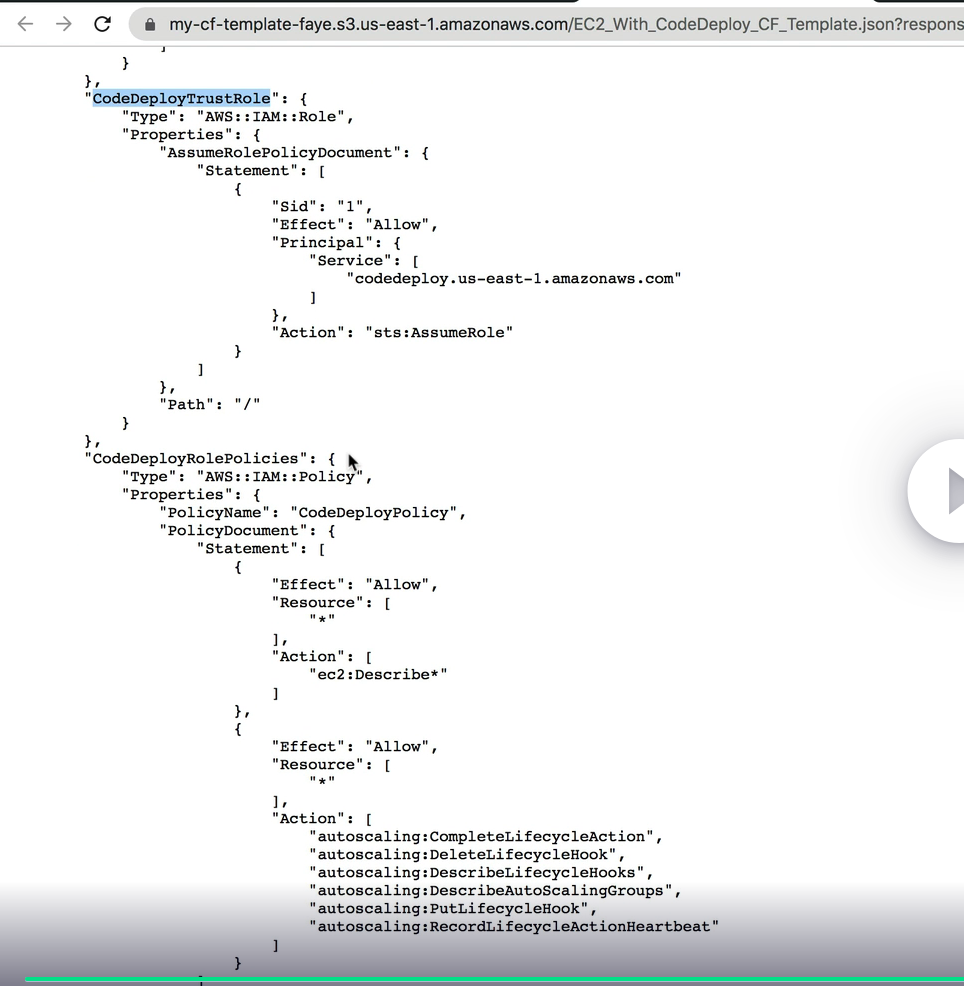 my-cf-template-faye.s3.us-east-1.amazonaws.com/EC2_With_CodeDeploy_CF_Template.json?respons
]
}
},
"CodeDeployTrustRole": {
"Type": "AWS::IAM::Role",
"Properties": {
"AssumeRolePolicyDocument": {
"Statement": [
{
"Sid": "1",
"Effect": "Allow",
"Principal": {
"Service": [
"codedeploy.us-east-1.amazonaws.com"
]
},
"Action": "sts:AssumeRole"
}
]
},
"Path": "/"
}
},
"CodeDeployRolePolicies": {
"Type": "AWS::IAM::Policy",
"Properties": {
"PolicyName": "CodeDeployPolicy",
"PolicyDocument": {
"Statement": [
{
"Effect": "Allow",
"Resource": [
"*"
],
"Action": [
"ec2:Describe*"
]
},
{
"Effect": "Allow",
"Resource": [
"*"
],
"Action": [
"autoscaling:CompleteLifecycleAction",
"autoscaling:DeleteLifecycleHook",
"autoscaling:DescribeLifecycleHooks",
"autoscaling:DescribeAutoScalingGroups",
"autoscaling:PutLifecycleHook",
"autoscaling:RecordLifecycleActionHeartbeat"
]
}
]